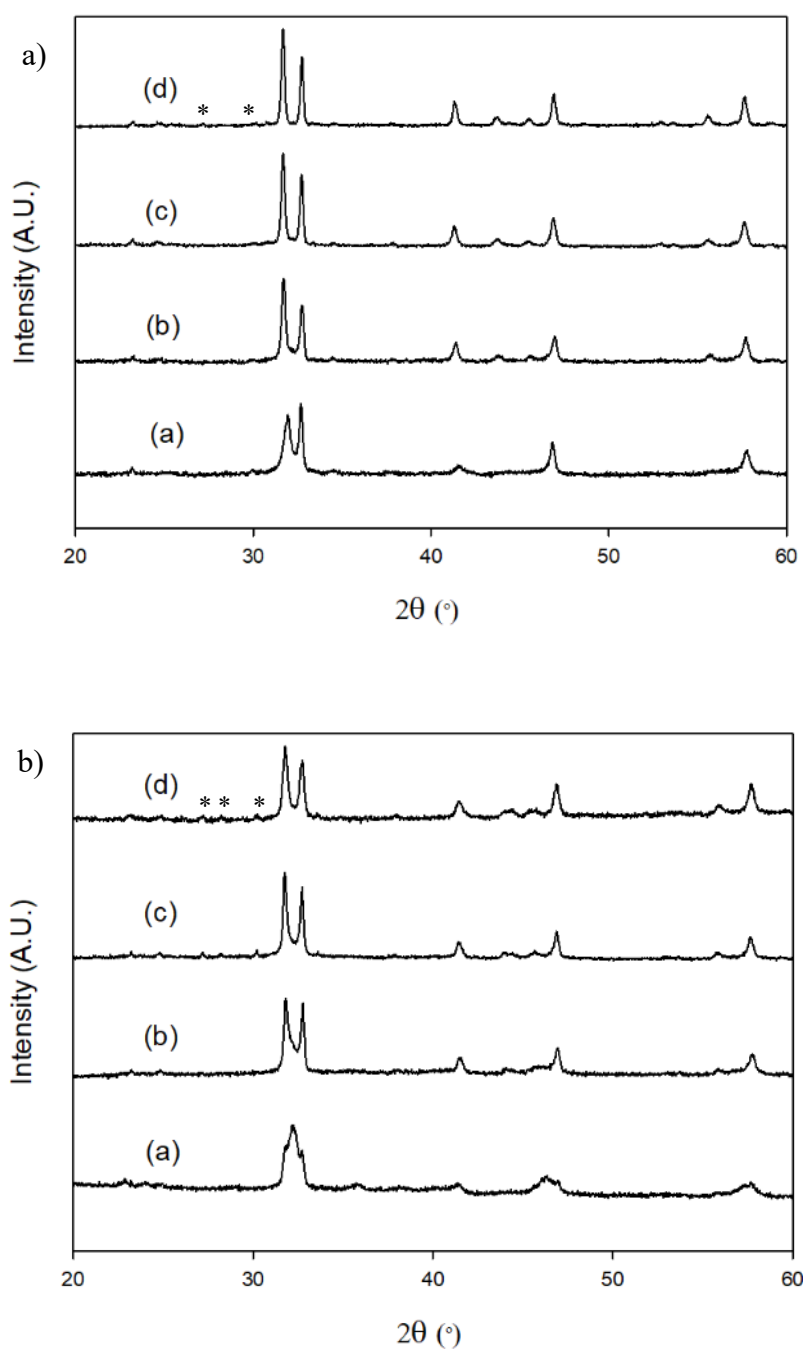 a)
(d)
* *
(c)
(b)
(a)
Intensity (A.U.)
20 30 40 50 60
2θ (°)
b)
(d)
* * *
(c)
(b)
(a)
Intensity (A.U.)
20 30 40 50 60
2θ (°)